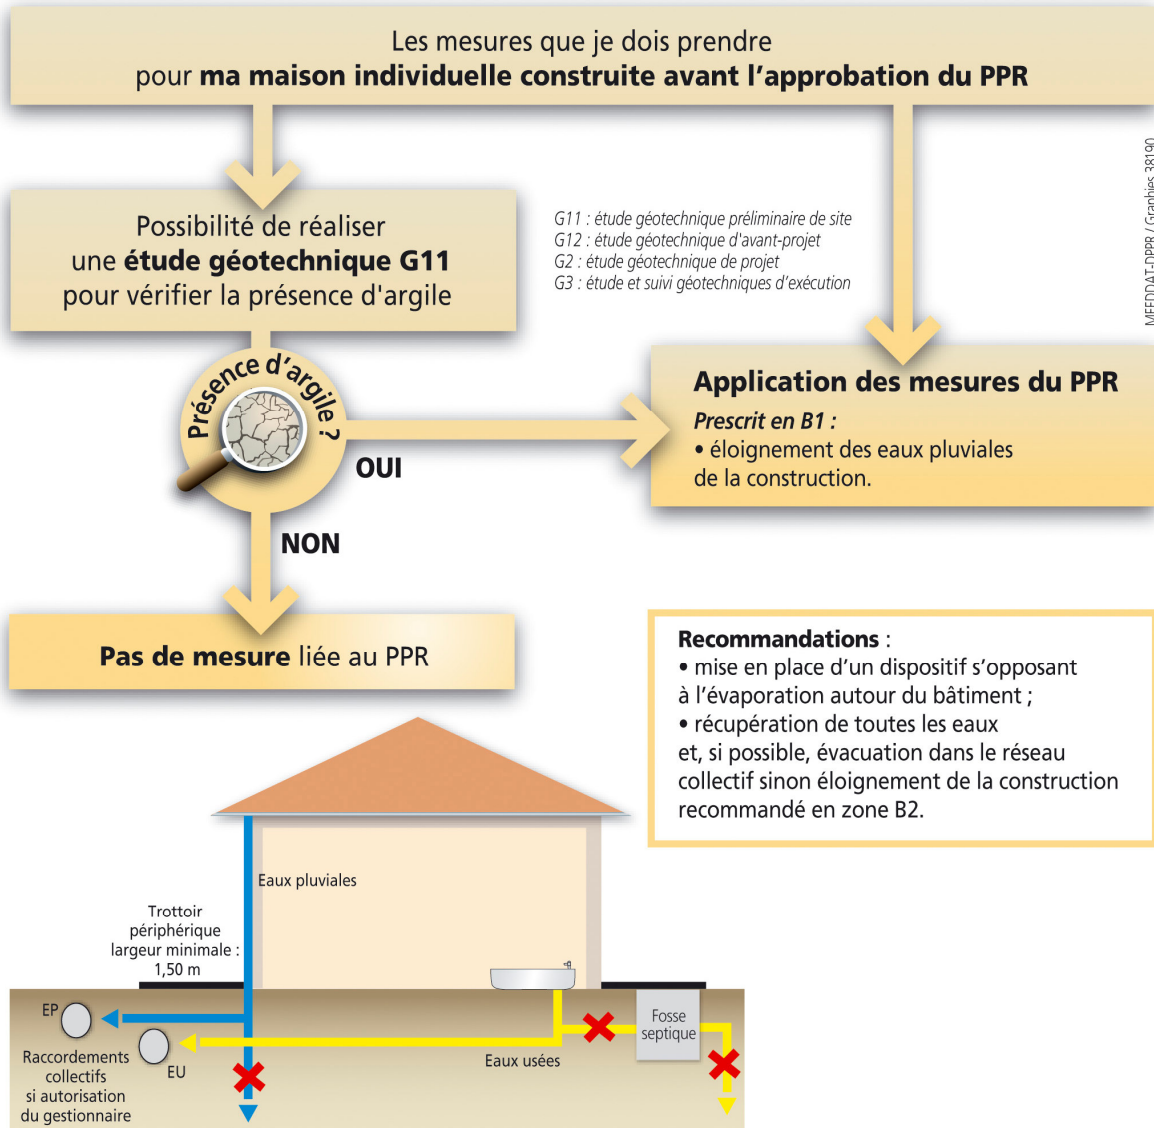 Les mesures que je dois prendre
pour ma maison individuelle construite avant l'approbation du PPR
Possibilité de réaliser
une étude géotechnique G11
pour vérifier la présence d'argile
G11 : étude géotechnique préliminaire de site
G12 : étude géotechnique d'avant-projet
G2 : étude géotechnique de projet
G3 : étude et suivi géotechniques d'exécution
MEEDDAT-DPPR / Graphies 38190
Présence d'argile ?
OUI
NON
Application des mesures du PPR
Prescrit en B1 :
• éloignement des eaux pluviales
de la construction.
Pas de mesure liée au PPR
Recommandations :
• mise en place d'un dispositif s'opposant
à l'évaporation autour du bâtiment ;
• récupération de toutes les eaux
et, si possible, évacuation dans le réseau
collectif sinon éloignement de la construction
recommandé en zone B2.
Eaux pluviales
Trottoir
périphérique
largeur minimale :
1,50 m
EP
EU
Raccordements
collectifs
si autorisation
du gestionnaire
Eaux usées
Fosse
septique